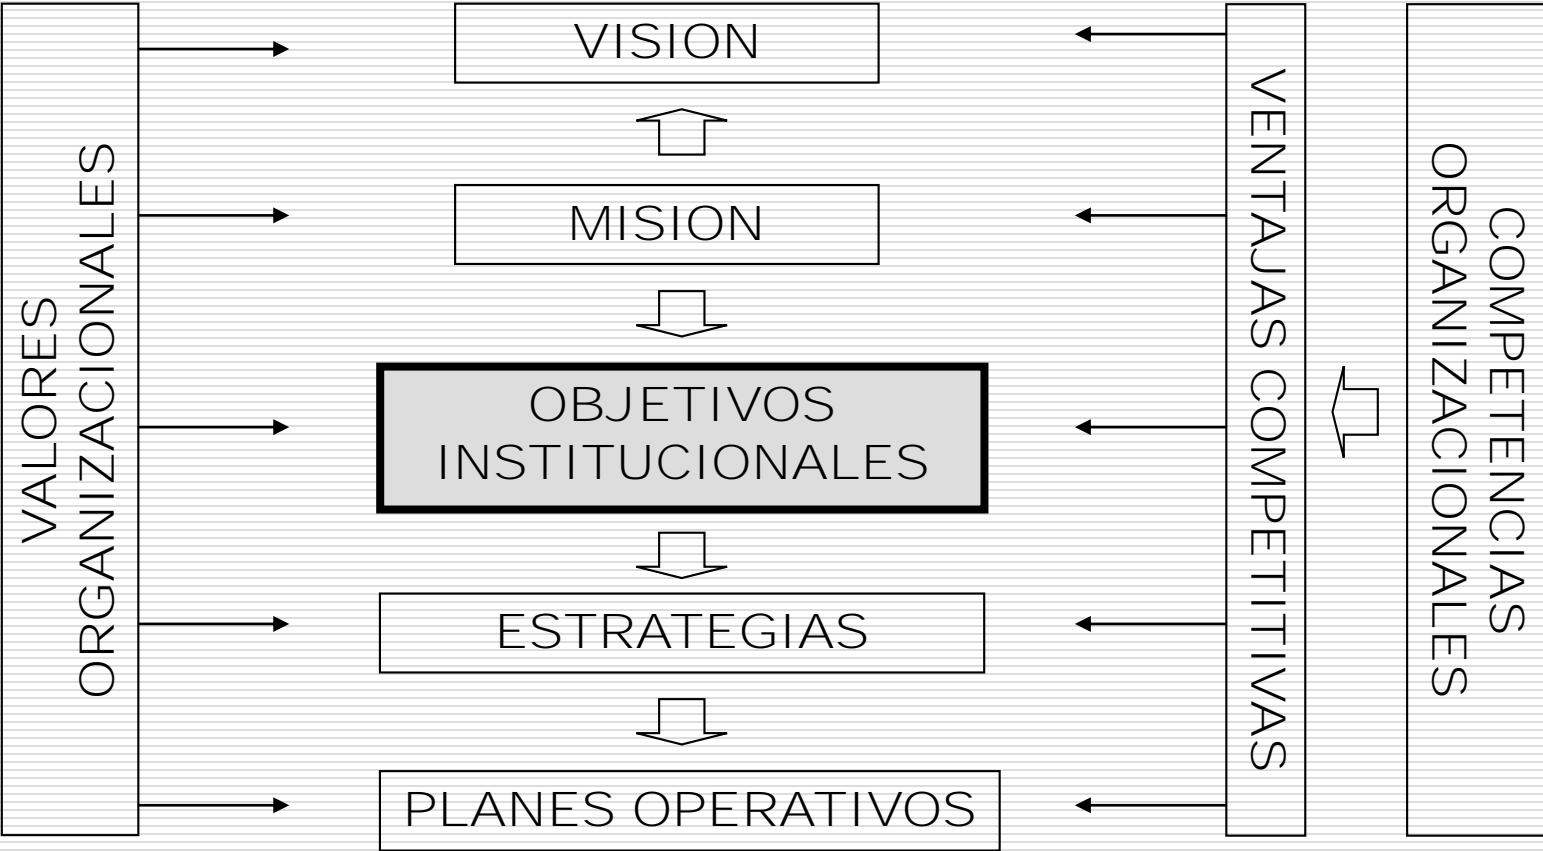 VALORES
ORGANIZACIONALES
VISION
MISION
OBJETIVOS
INSTITUCIONALES
ESTRATEGIAS
PLANES OPERATIVOS
VENTAJAS COMPETITIVAS
COMPETENCIAS
ORGANIZACIONALES